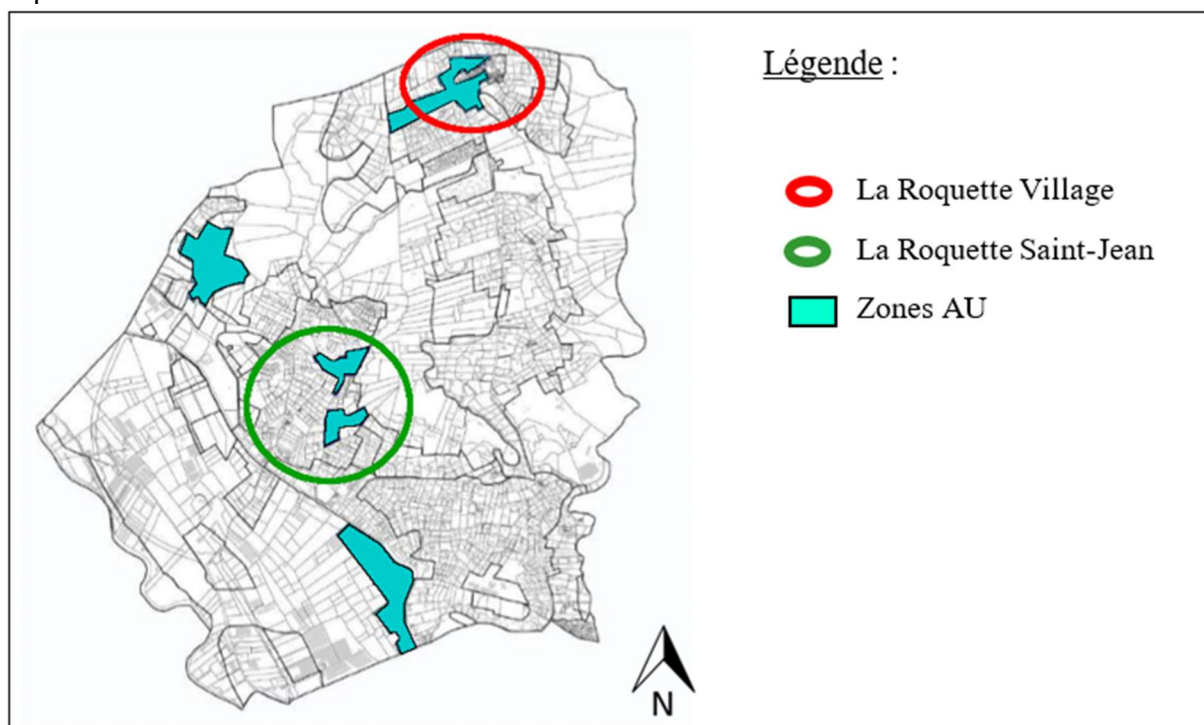 Légende :
La Roquette Village
La Roquette Saint-Jean
Zones AU
N